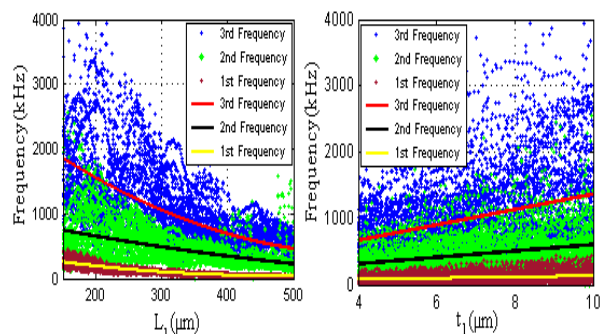 4000
3000
2000
1000
0
Frequency(kHz)
200
300
400
500
L₁(μm)
3rd Frequency
2nd Frequency
1st Frequency
3rd Frequency
2nd Frequency
1st Frequency
4000
3000
2000
1000
0
Frequency(kHz)
4
6
8
10
t₁(μm)
3rd Frequency
2nd Frequency
1st Frequency
3rd Frequency
2nd Frequency
1st Frequency